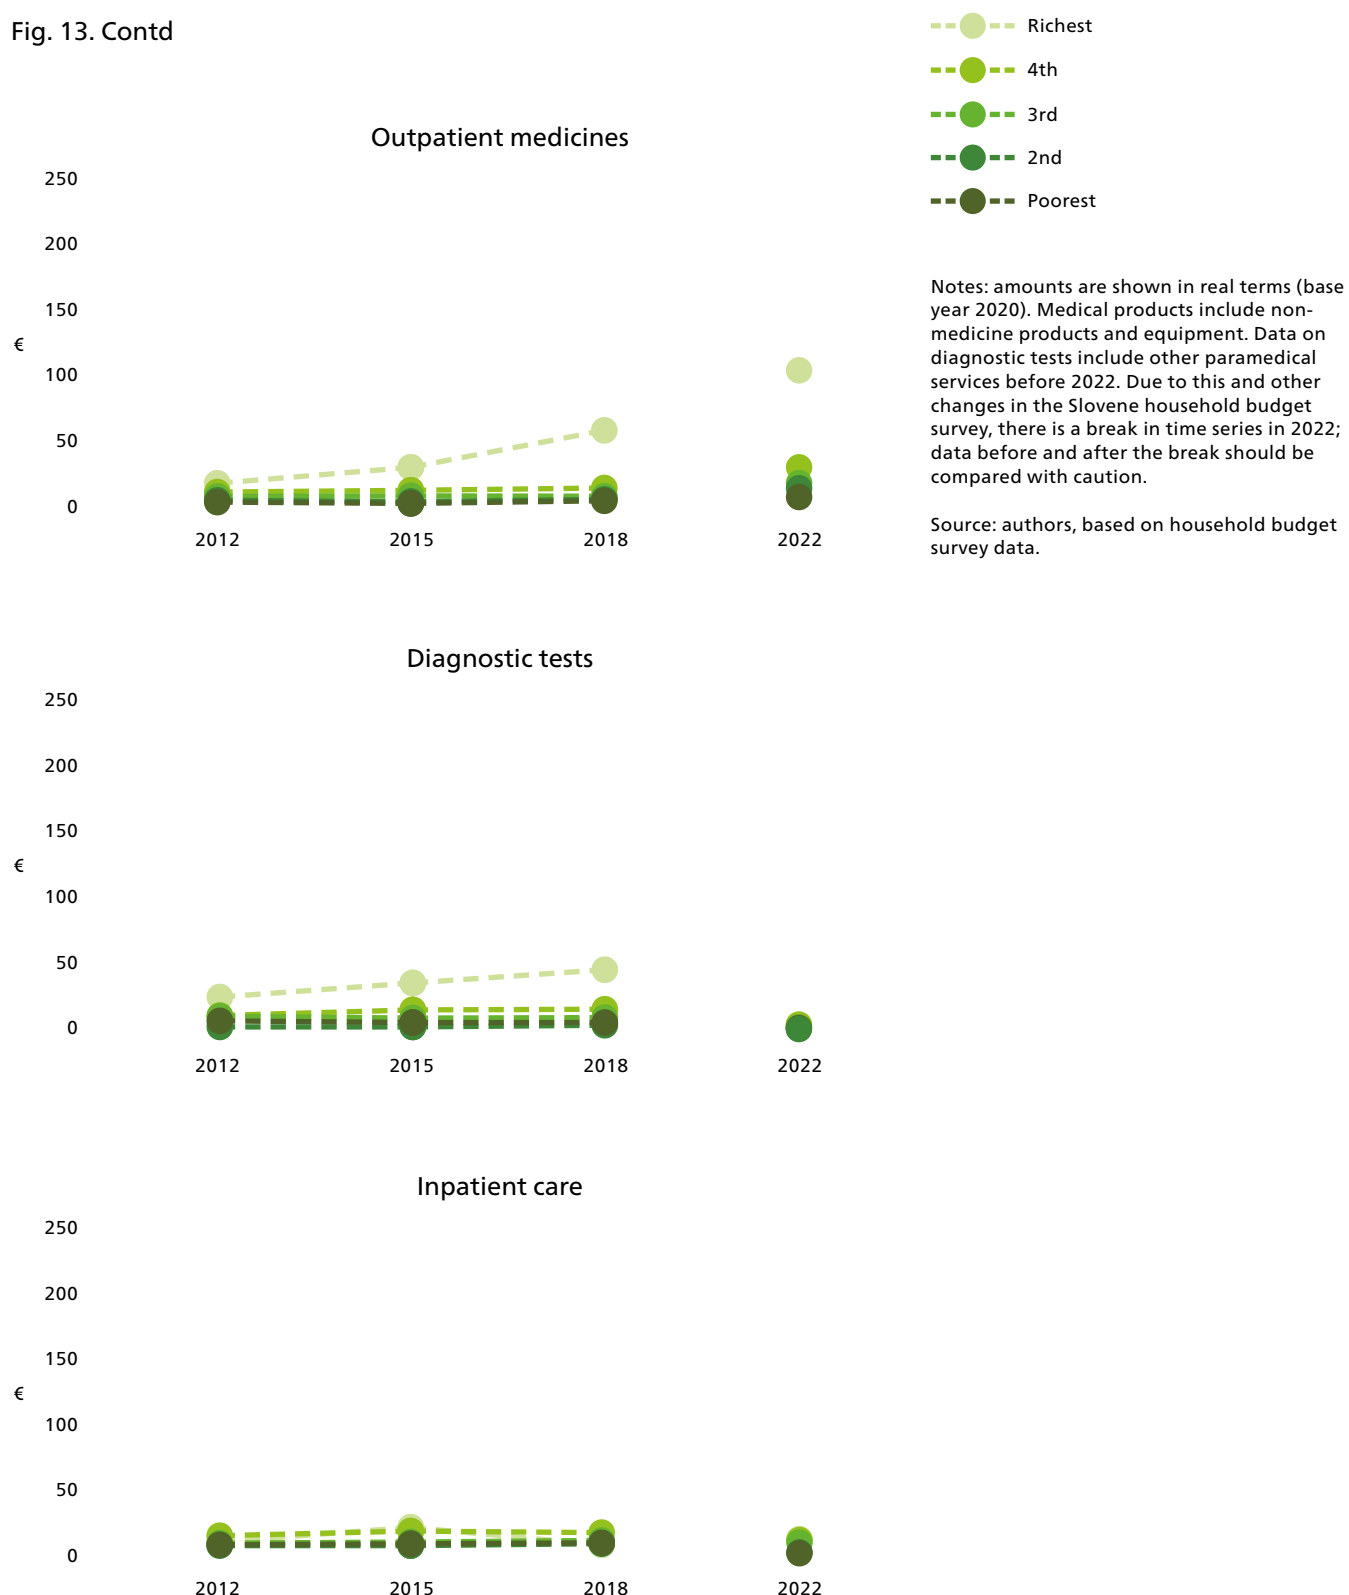 Fig. 13. Contd
Richest
4th
3rd
2nd
Poorest
Notes: amounts are shown in real terms (base
year 2020). Medical products include non-
medicine products and equipment. Data on
diagnostic tests include other paramedical
services before 2022. Due to this and other
changes in the Slovene household budget
survey, there is a break in time series in 2022;
data before and after the break should be
compared with caution.
Source: authors, based on household budget
survey data.
Outpatient medicines
250
200
150
€
100
50
0
2012 2015 2018 2022
Diagnostic tests
250
200
150
€
100
50
0
2012 2015 2018 2022
Inpatient care
250
200
150
€
100
50
0
2012 2015 2018 2022